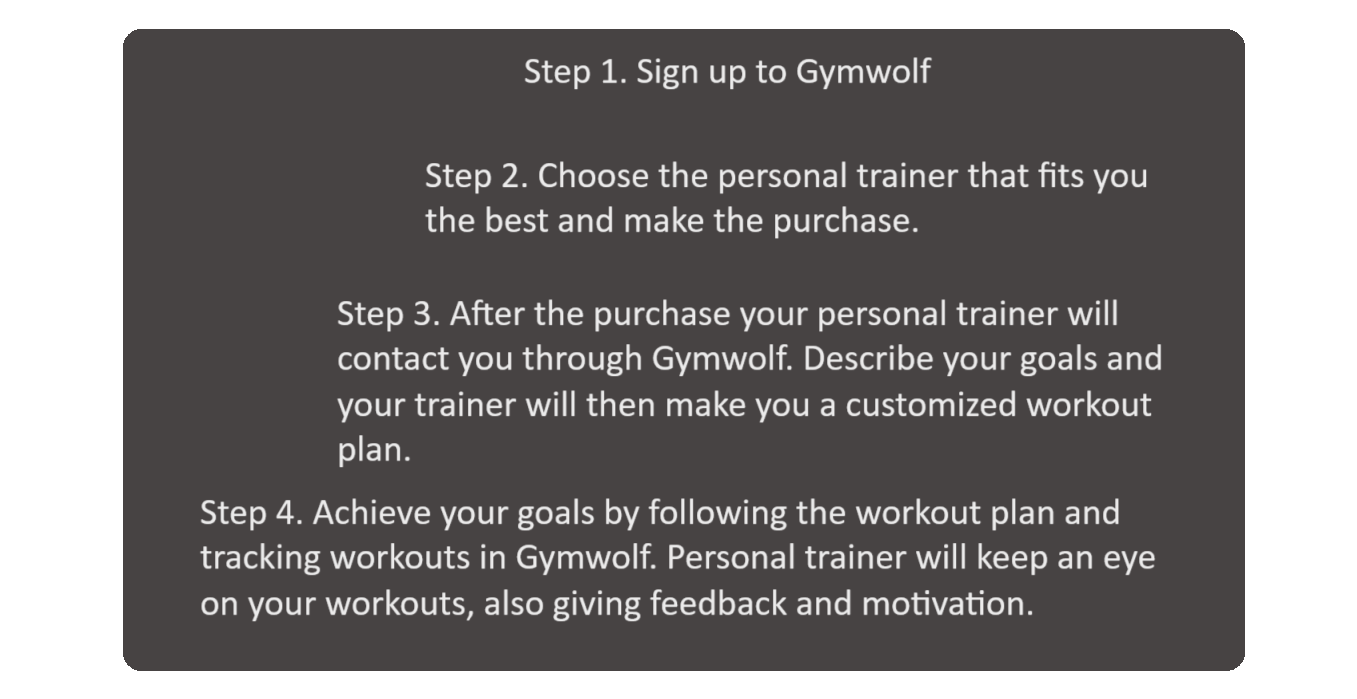 Step 1. Sign up to Gymwolf
Step 2. Choose the personal trainer that fits you
the best and make the purchase.
Step 3. After the purchase your personal trainer will
contact you through Gymwolf. Describe your goals and
your trainer will then make you a customized workout
plan.
Step 4. Achieve your goals by following the workout plan and
tracking workouts in Gymwolf. Personal trainer will keep an eye
on your workouts, also giving feedback and motivation.